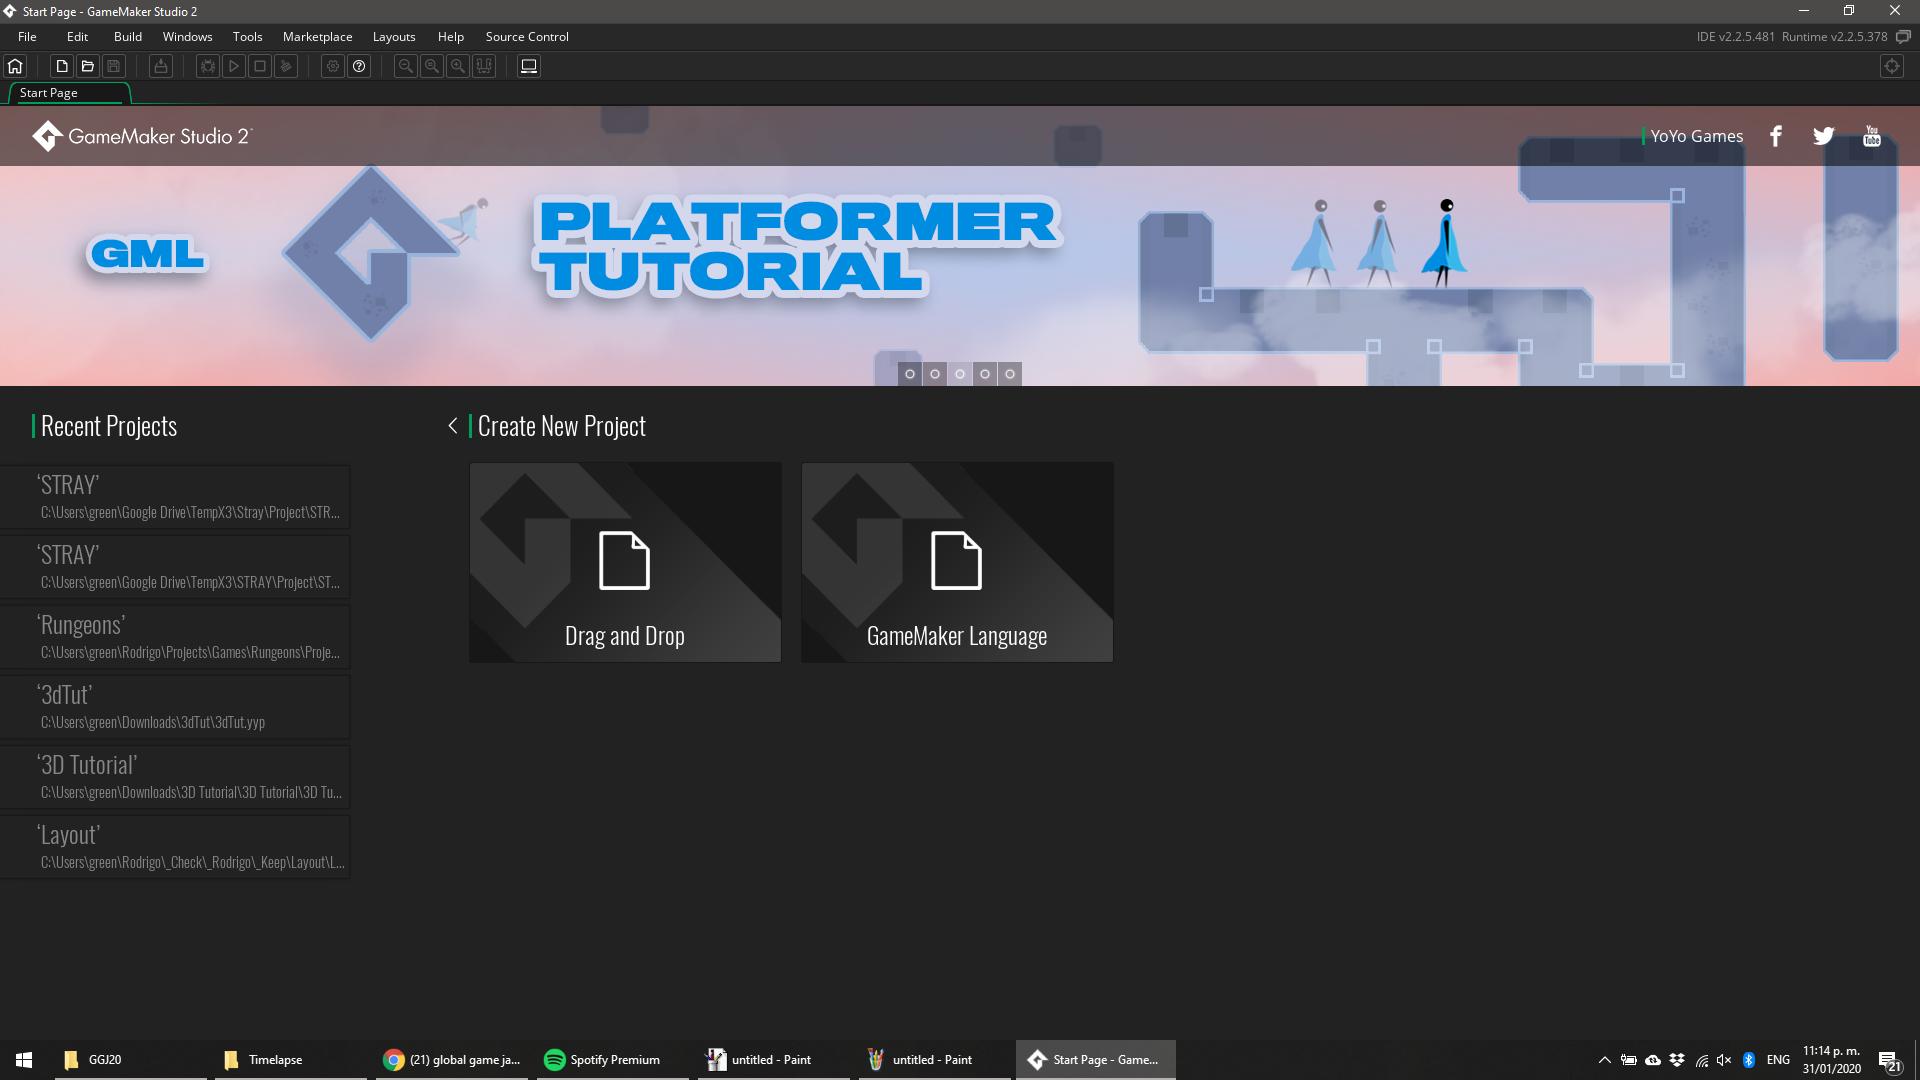 Start Page - GameMaker Studio 2
File Edit Build Windows Tools Marketplace Layouts Help Source Control
IDE v2.2.5.481 Runtime v2.2.5.378
Start Page
GameMaker Studio 2
YoYo Games
You
Tube
GML
PLATFORMER
TUTORIAL
Recent Projects
‘STRAY’
C:\Users\green\Google Drive\TempX3\Stray\Project\STR...
‘STRAY’
C:\Users\green\Google Drive\TempX3\STRAY\Project\ST...
‘Rungeons’
C:\Users\green\Rodrigo\Projects\Games\Rungeons\Proje...
‘3dTut’
C:\Users\green\Downloads\3dTut\3dTut.yyp
‘3D Tutorial’
C:\Users\green\Downloads\3D Tutorial\3D Tutorial\3D Tu...
‘Layout’
C:\Users\green\Rodrigo\_Check\_Rodrigo\_Keep\Layout\L...
Create New Project
Drag and Drop
GameMaker Language
GGJ20
Timelapse
(21) global game ja...
Spotify Premium
untitled - Paint
untitled - Paint
Start Page - Game...
ENG
11:14 p. m.
31/01/2020
21